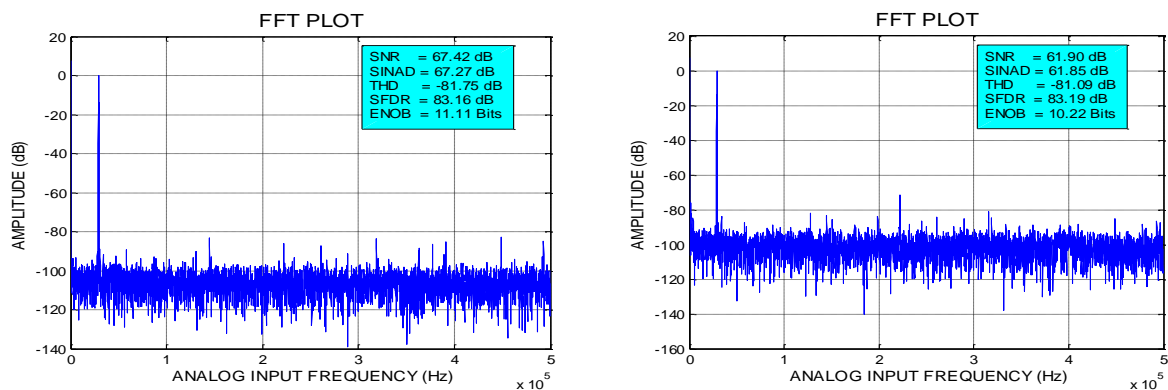 FFT PLOT
20
0
-20
-40
-60
-80
-100
-120
-140
AMPLITUDE (dB)
SNR = 67.42 dB
SINAD = 67.27 dB
THD = -81.75 dB
SFDR = 83.16 dB
ENOB = 11.11 Bits
0 1 2 3 4 5
ANALOG INPUT FREQUENCY (Hz)
x 10^5
FFT PLOT
20
0
-20
-40
-60
-80
-100
-120
-140
-160
AMPLITUDE (dB)
SNR = 61.90 dB
SINAD = 61.85 dB
THD = -81.09 dB
SFDR = 83.19 dB
ENOB = 10.22 Bits
0 1 2 3 4 5
ANALOG INPUT FREQUENCY (Hz)
x 10^5